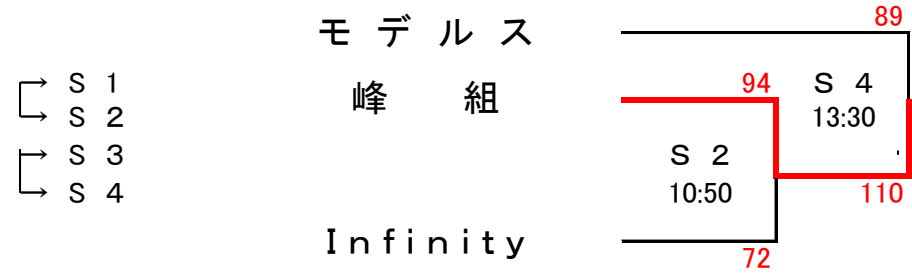 89
モデルス
→ S 1
94
S 4
峰 組
→ S 2
13:30
→ S 3
S 2
→ S 4
10:50
110
Infinity
72